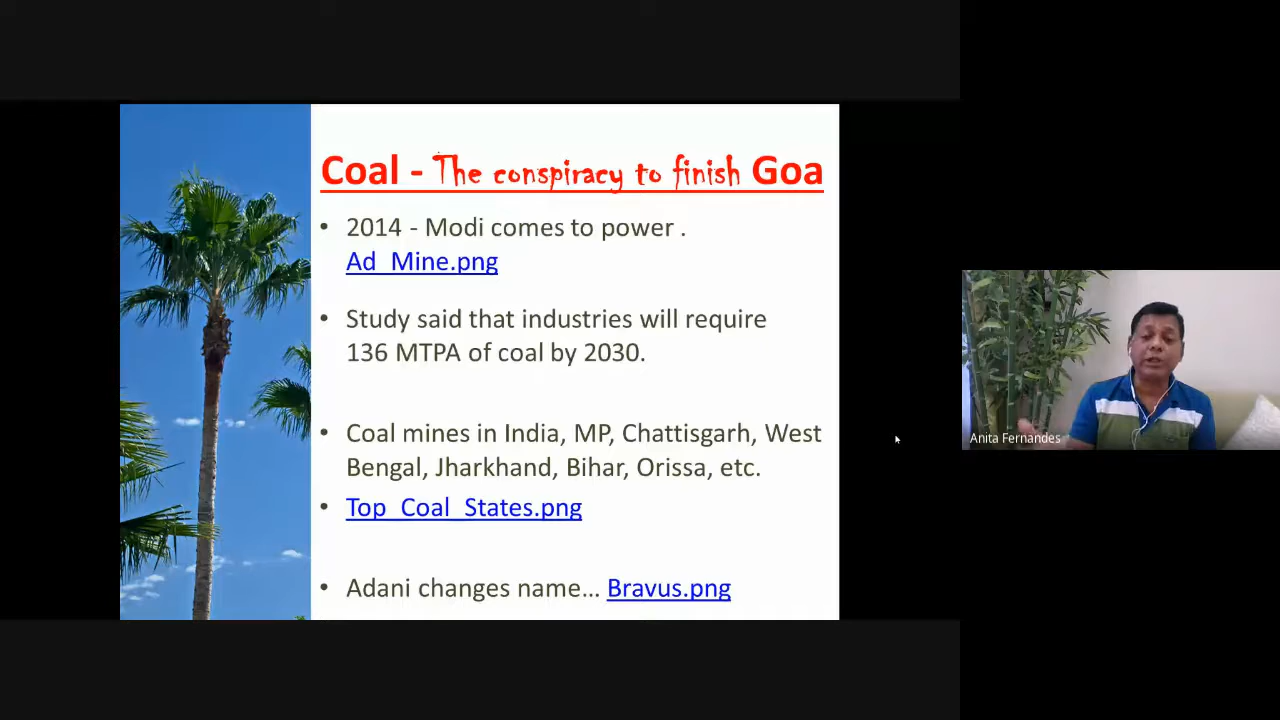 Coal - The conspiracy to finish Goa
• 2014 - Modi comes to power .
Ad_Mine.png
• Study said that industries will require
136 MTPA of coal by 2030.
• Coal mines in India, MP, Chattisgarh, West
Bengal, Jharkhand, Bihar, Orissa, etc.
• Top_Coal_States.png
• Adani changes name... Bravus.png
Anita Fernandes